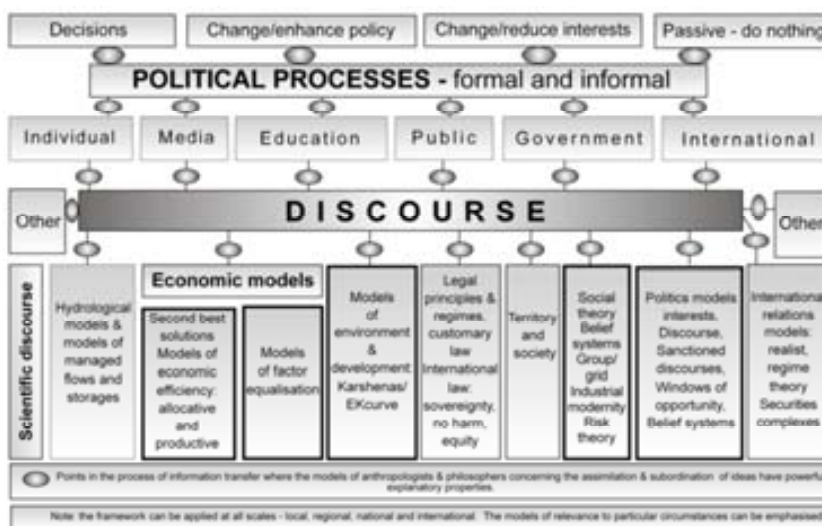 Decisions
Change/enhance policy
Change/reduce interests
Passive - do nothing
POLITICAL PROCESSES - formal and informal
Individual
Media
Education
Public
Government
International
Other
DISCOURSE
Other
Scientific discourse
Hydrological
models &
models of
managed
flows and
storages
Economic models
Second best
solutions
Models of
economic
efficiency:
allocative
and
productive
Models
of factor
equalisation
Models
of
environment
&
development:
Karshenas/
EKcurve
Legal
principles &
regimes,
customary
law
International
law:
sovereignty,
no harm,
equity
Territory
and
society
Social
theory
Belief
systems
Group/
grid
Industrial
modernity
Risk
theory
Politics models
interests,
Discourse,
Sanctioned
discourses,
Windows of
opportunity,
Belief systems
International
relations
models:
realist,
regime
theory
Securities
complexes
Points in the process of information transfer where the models of anthropologists & philosophers concerning the assimilation & subordination of ideas have powerful
explanatory properties.
Note: the framework can be applied at all scales - local, regional, national and international. The models of relevance to particular circumstances can be emphasised